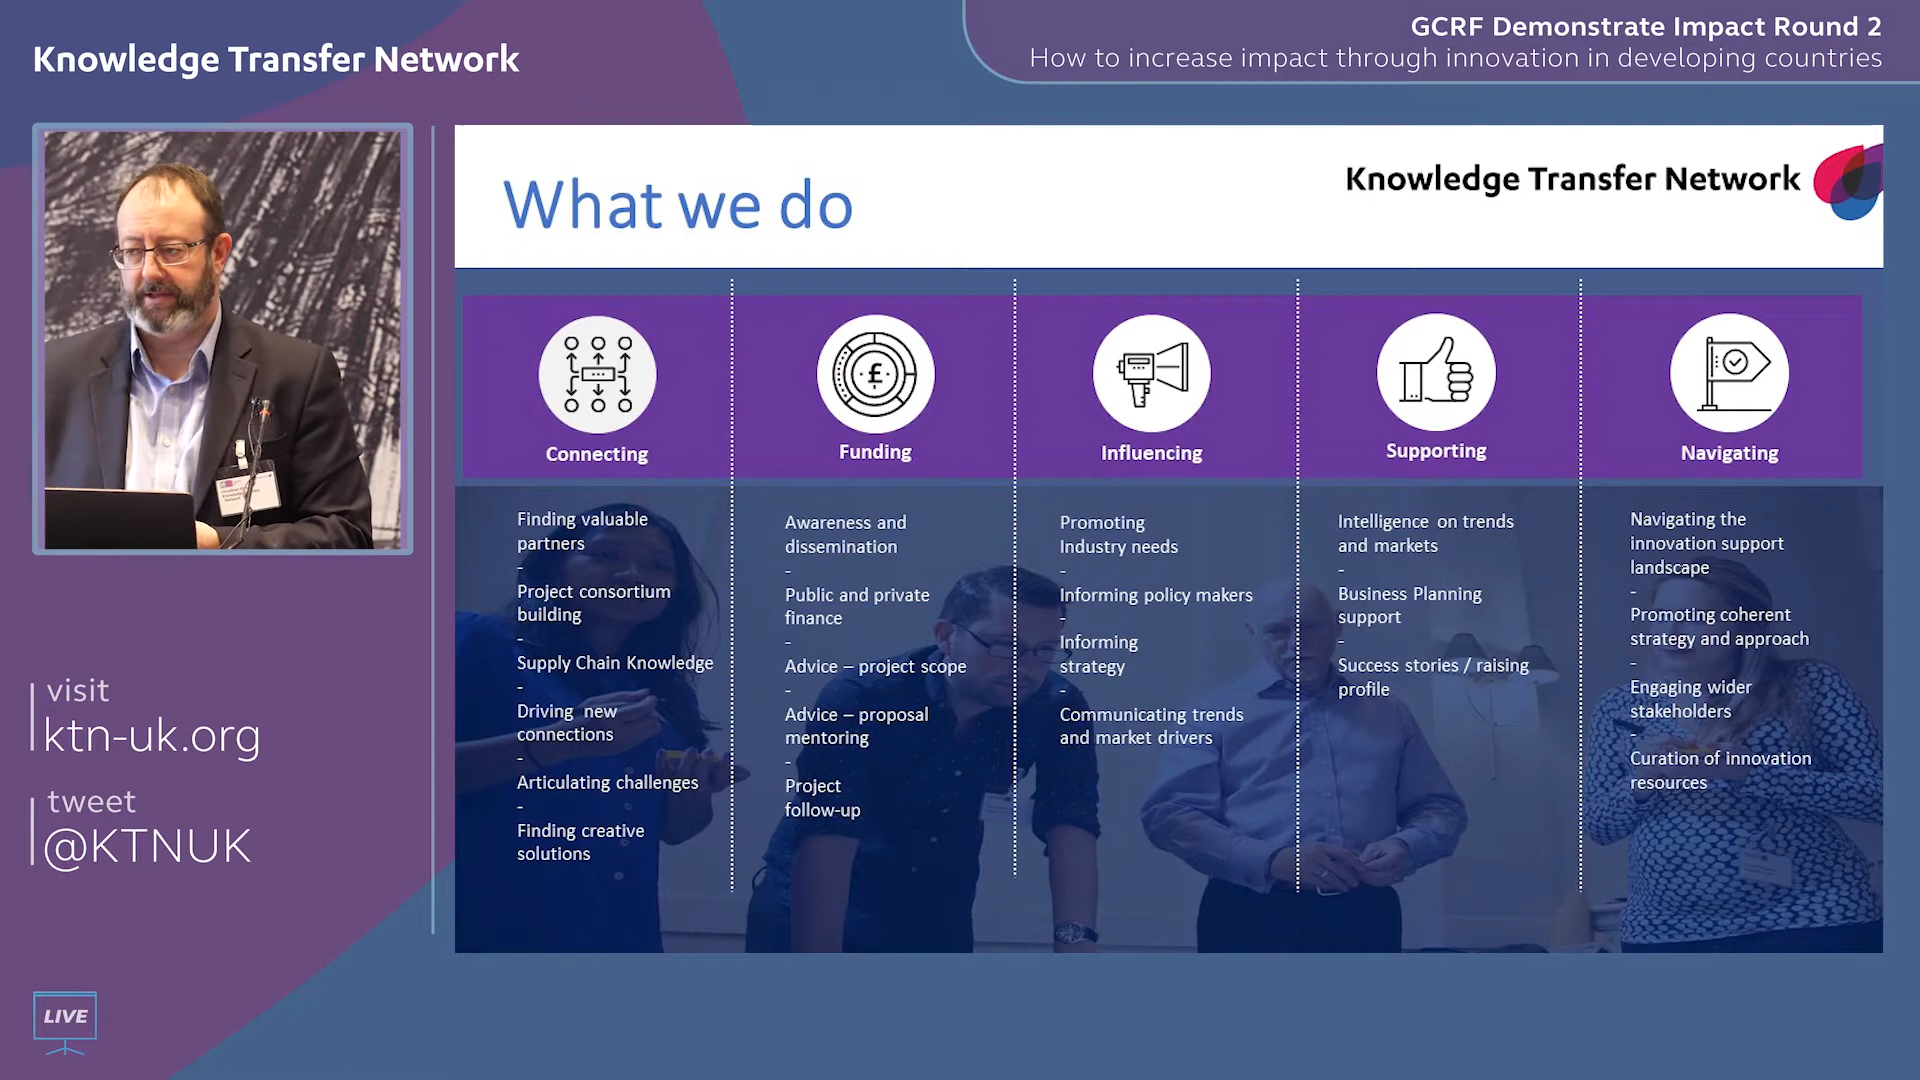 Knowledge Transfer Network
GCRF Demonstrate Impact Round 2
How to increase impact through innovation in developing countries
What we do
Knowledge Transfer Network
Connecting
Finding valuable
partners
-
Project consortium
building
-
Supply Chain Knowledge
-
Driving new
connections
-
Articulating challenges
-
Finding creative
solutions
Funding
Awareness and
dissemination
-
Public and private
finance
-
Advice – project scope
-
Advice – proposal
mentoring
-
Project
follow-up
Influencing
Promoting
Industry needs
-
Informing policy makers
-
Informing
strategy
-
Communicating trends
and market drivers
Supporting
Intelligence on trends
and markets
-
Business Planning
support
-
Success stories / raising
profile
Navigating
Navigating the
innovation support
landscape
-
Promoting coherent
strategy and approach
-
Engaging wider
stakeholders
-
Curation of innovation
resources
visit
ktn-uk.org
tweet
@KTNUK
LIVE